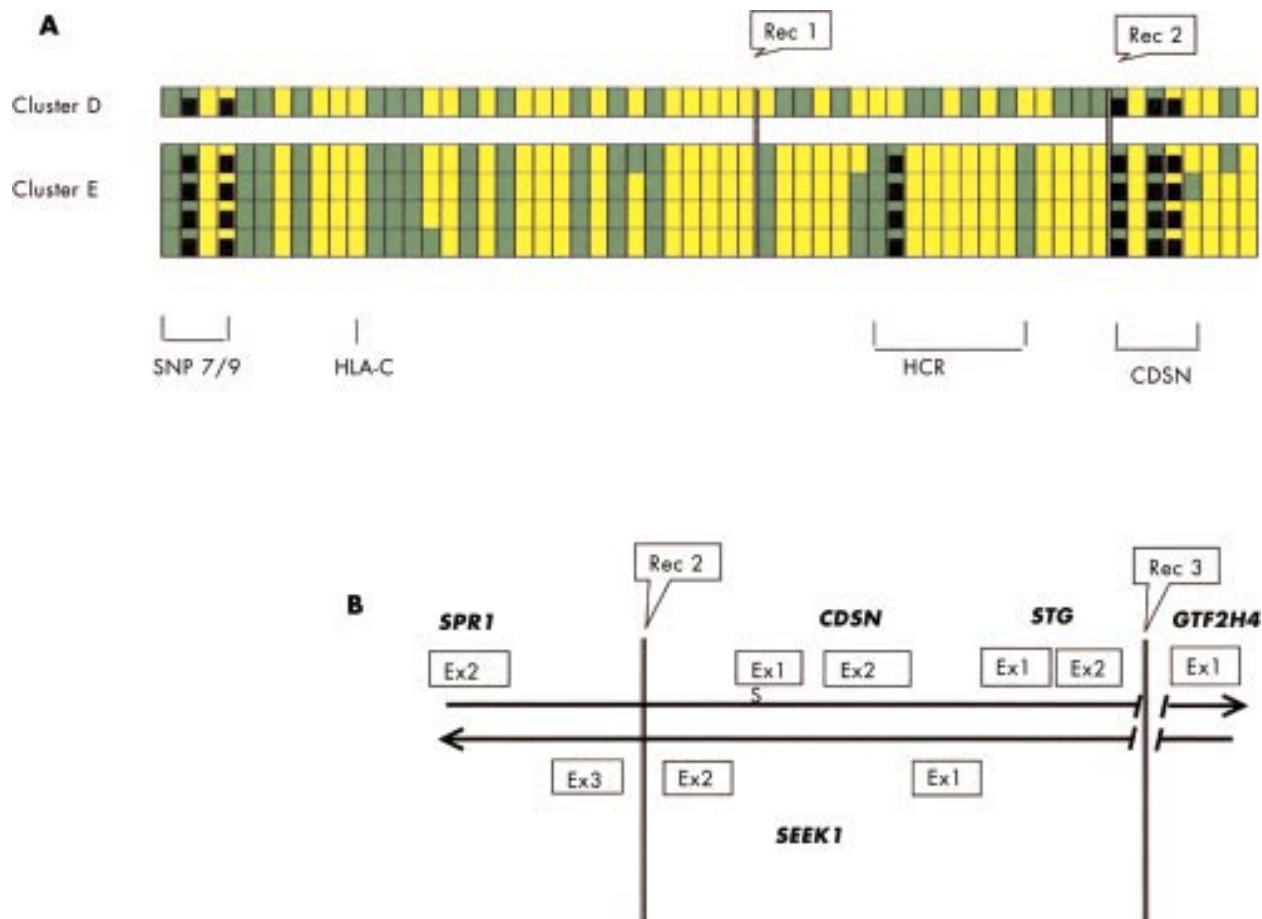 A
Rec 1
Rec 2
Cluster D
Cluster E
SNP 7/9
HLA-C
HCR
CDSN
B
Rec 2
Rec 3
SPR1
CDSN
STG
GTF2H4
Ex2
Ex1
Ex2
Ex1
Ex2
Ex1
S
Ex3
Ex2
Ex1
SEEK1